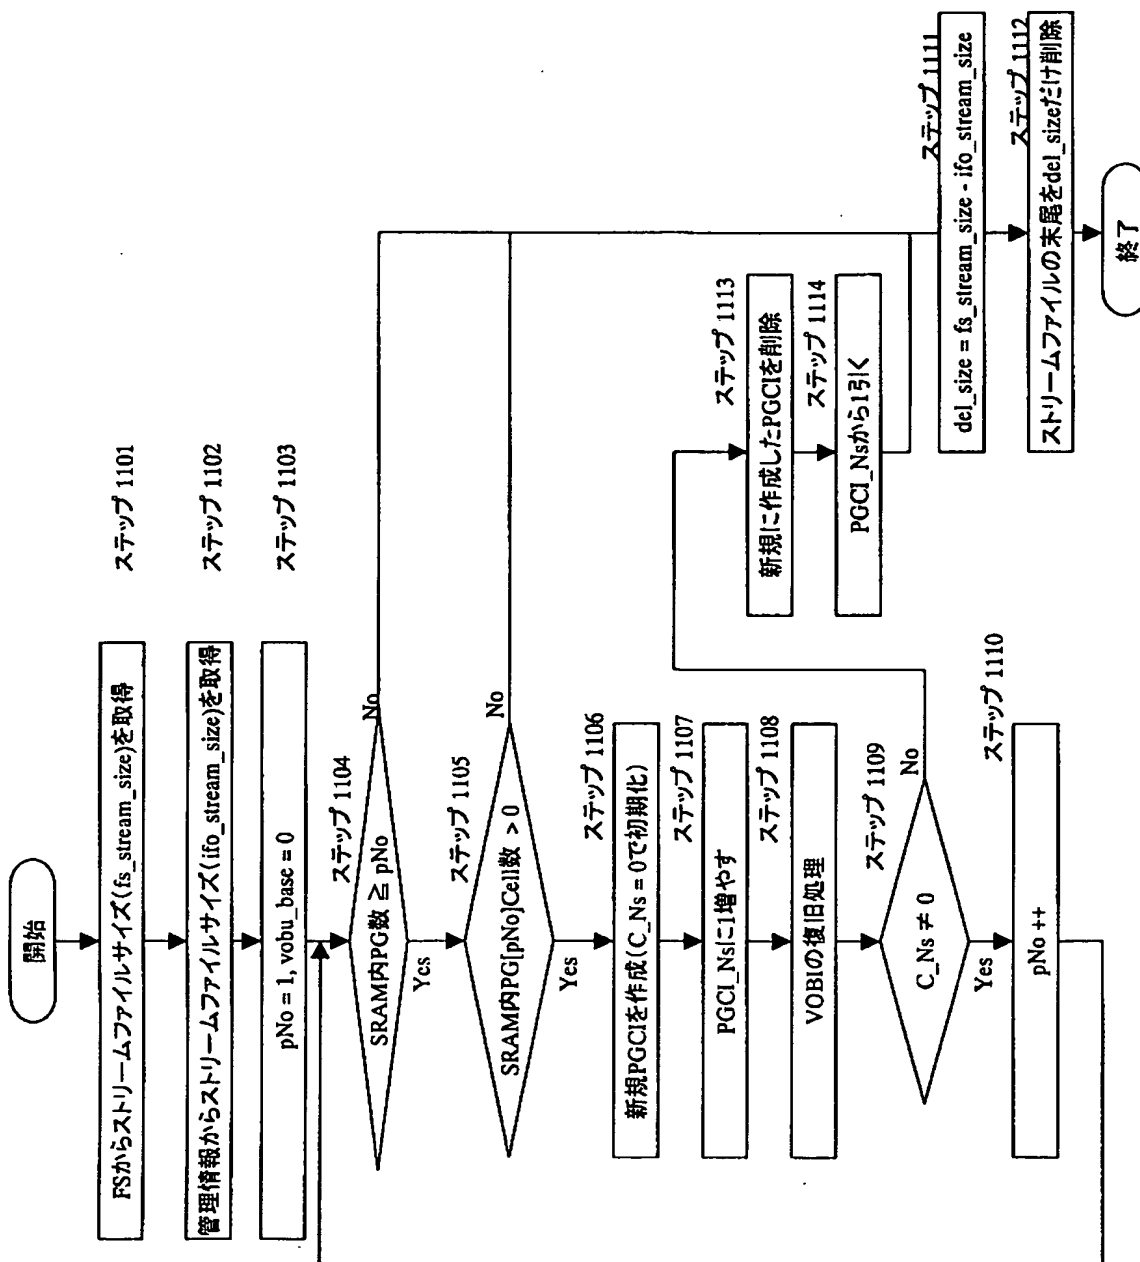 開始
ステップ 1101
FSからストリームファイルサイズ(fs_stream_size)を取得
ステップ 1102
管理情報からストリームファイルサイズ(ifo_stream_size)を取得
ステップ 1103
pNo = 1, vobu_base = 0
ステップ 1104
SRAM内PG数 ≧ pNo
No
Yes
ステップ 1105
SRAM内PG[pNo]Cell数 > 0
No
Yes
ステップ 1106
新規PGCIを作成(C_Ns = 0で初期化)
ステップ 1107
PGCI_Nsに1増やす
ステップ 1108
VOBIの復旧処理
ステップ 1109
C_Ns ≠ 0
No
Yes
ステップ 1110
pNo ++
ステップ 1113
新規に作成したPGCIを削除
ステップ 1114
PGCI_Nsから1引く
ステップ 1111
del_size = fs_stream_size - ifo_stream_size
ステップ 1112
ストリームファイルの末尾をdel_sizeだけ削除
終了